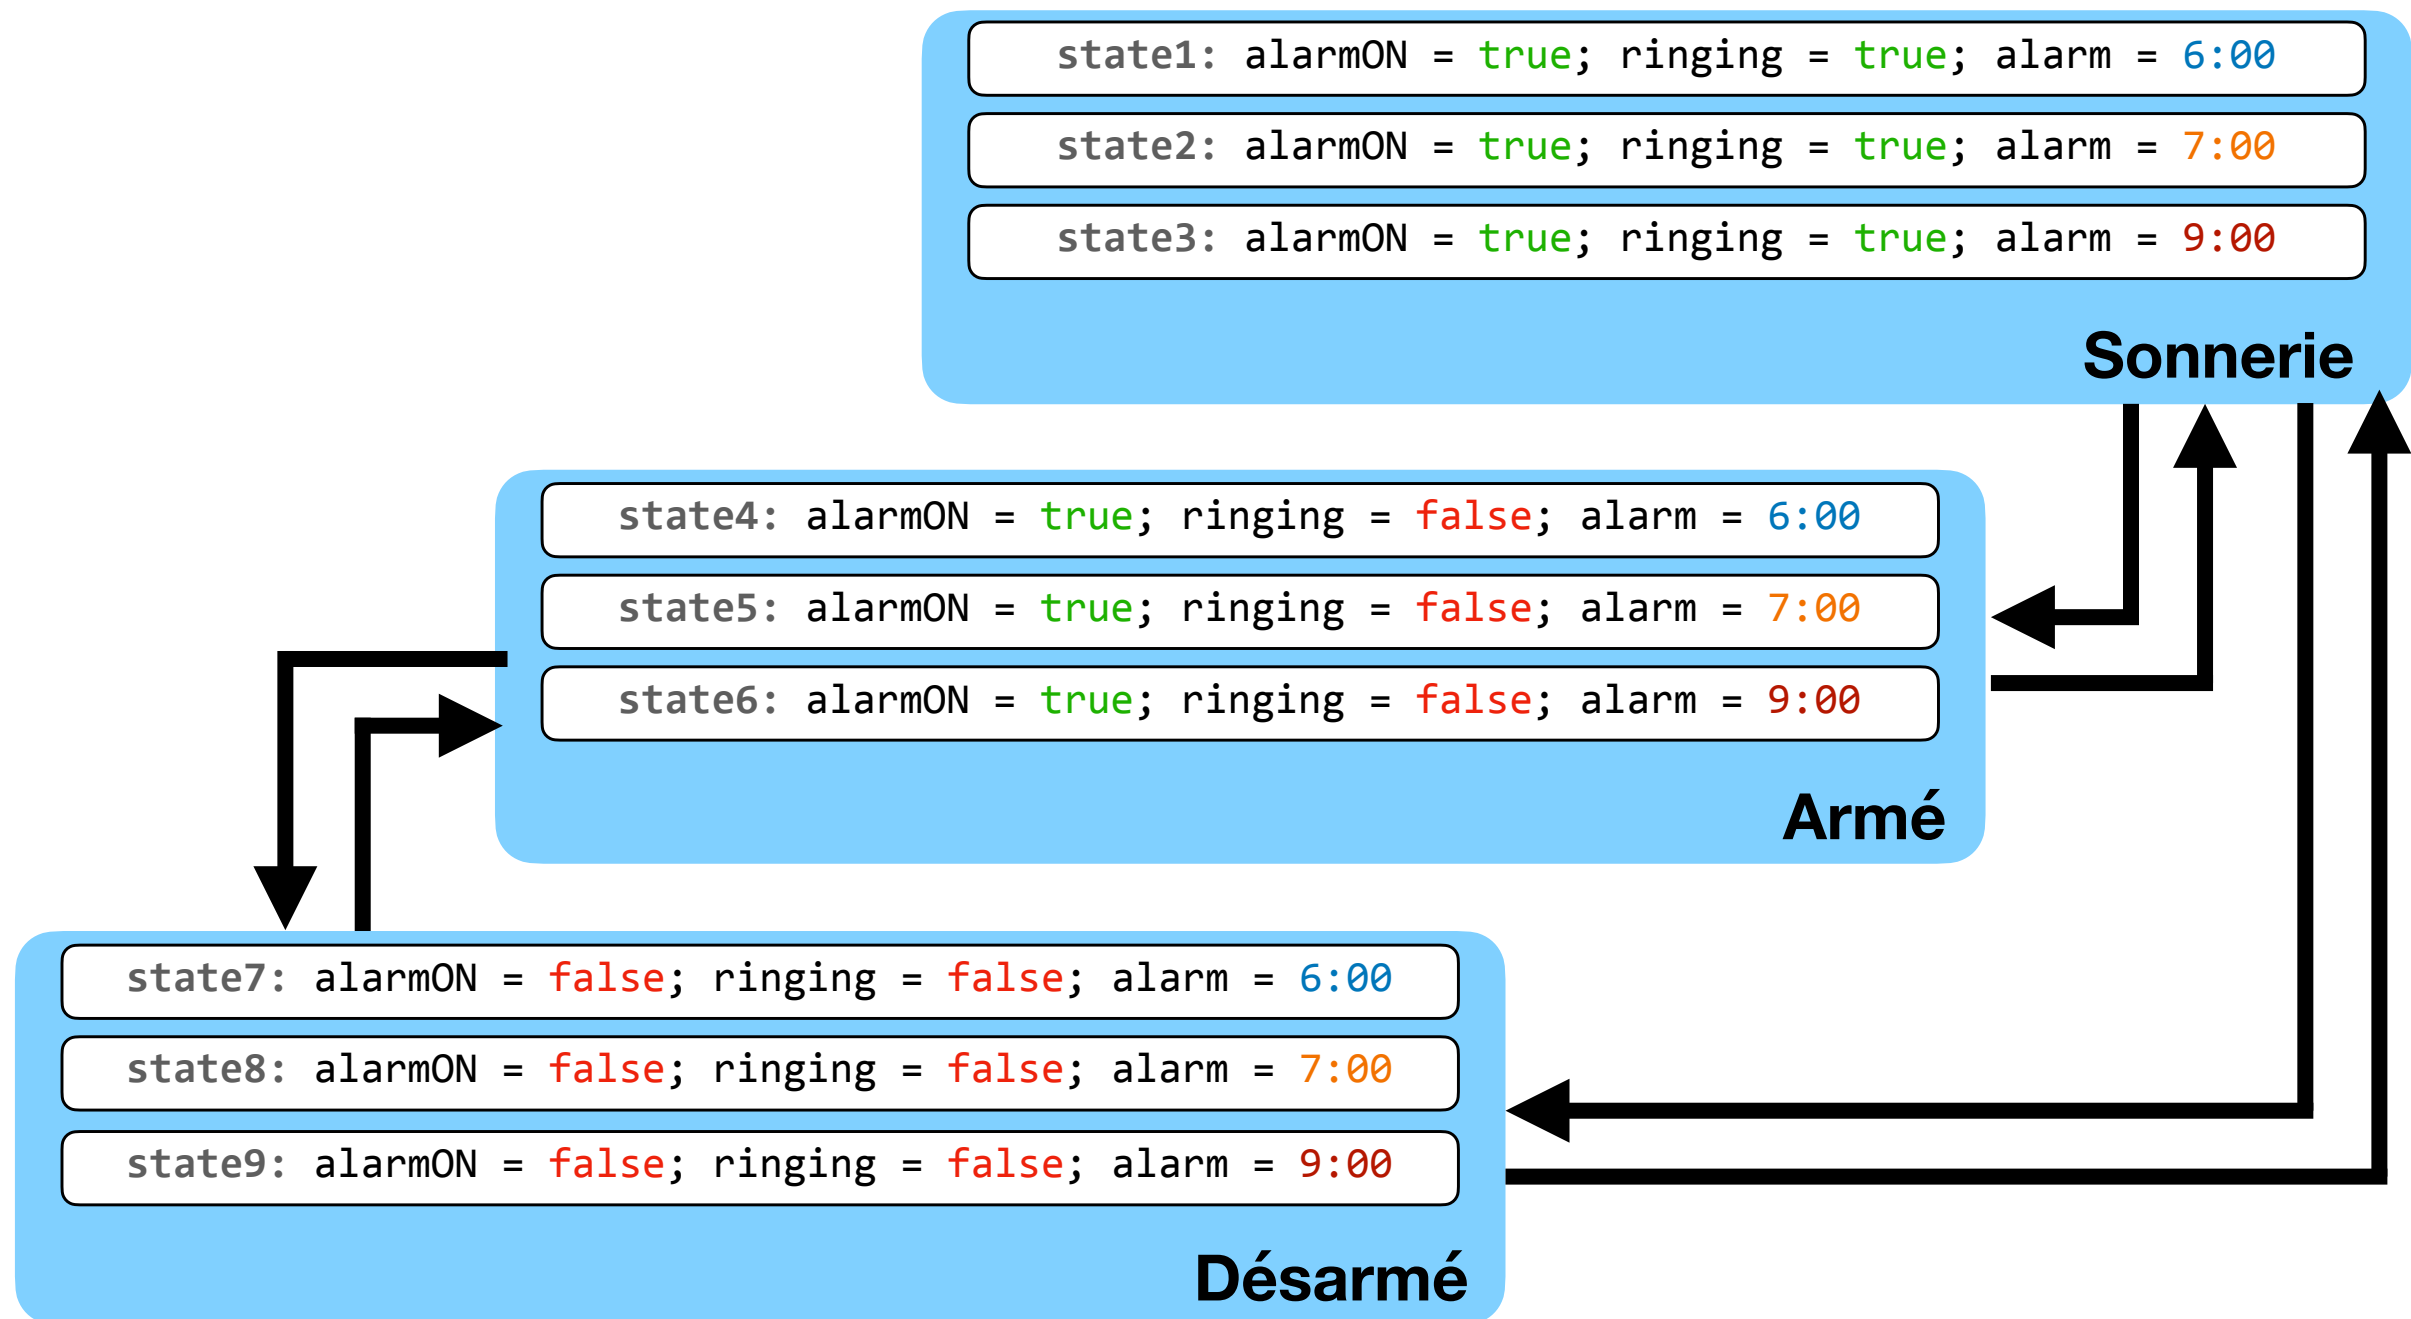 state1: alarmON = true; ringing = true; alarm = 6:00
state2: alarmON = true; ringing = true; alarm = 7:00
state3: alarmON = true; ringing = true; alarm = 9:00
Sonnerie
state4: alarmON = true; ringing = false; alarm = 6:00
state5: alarmON = true; ringing = false; alarm = 7:00
state6: alarmON = true; ringing = false; alarm = 9:00
Armé
state7: alarmON = false; ringing = false; alarm = 6:00
state8: alarmON = false; ringing = false; alarm = 7:00
state9: alarmON = false; ringing = false; alarm = 9:00
Désarmé